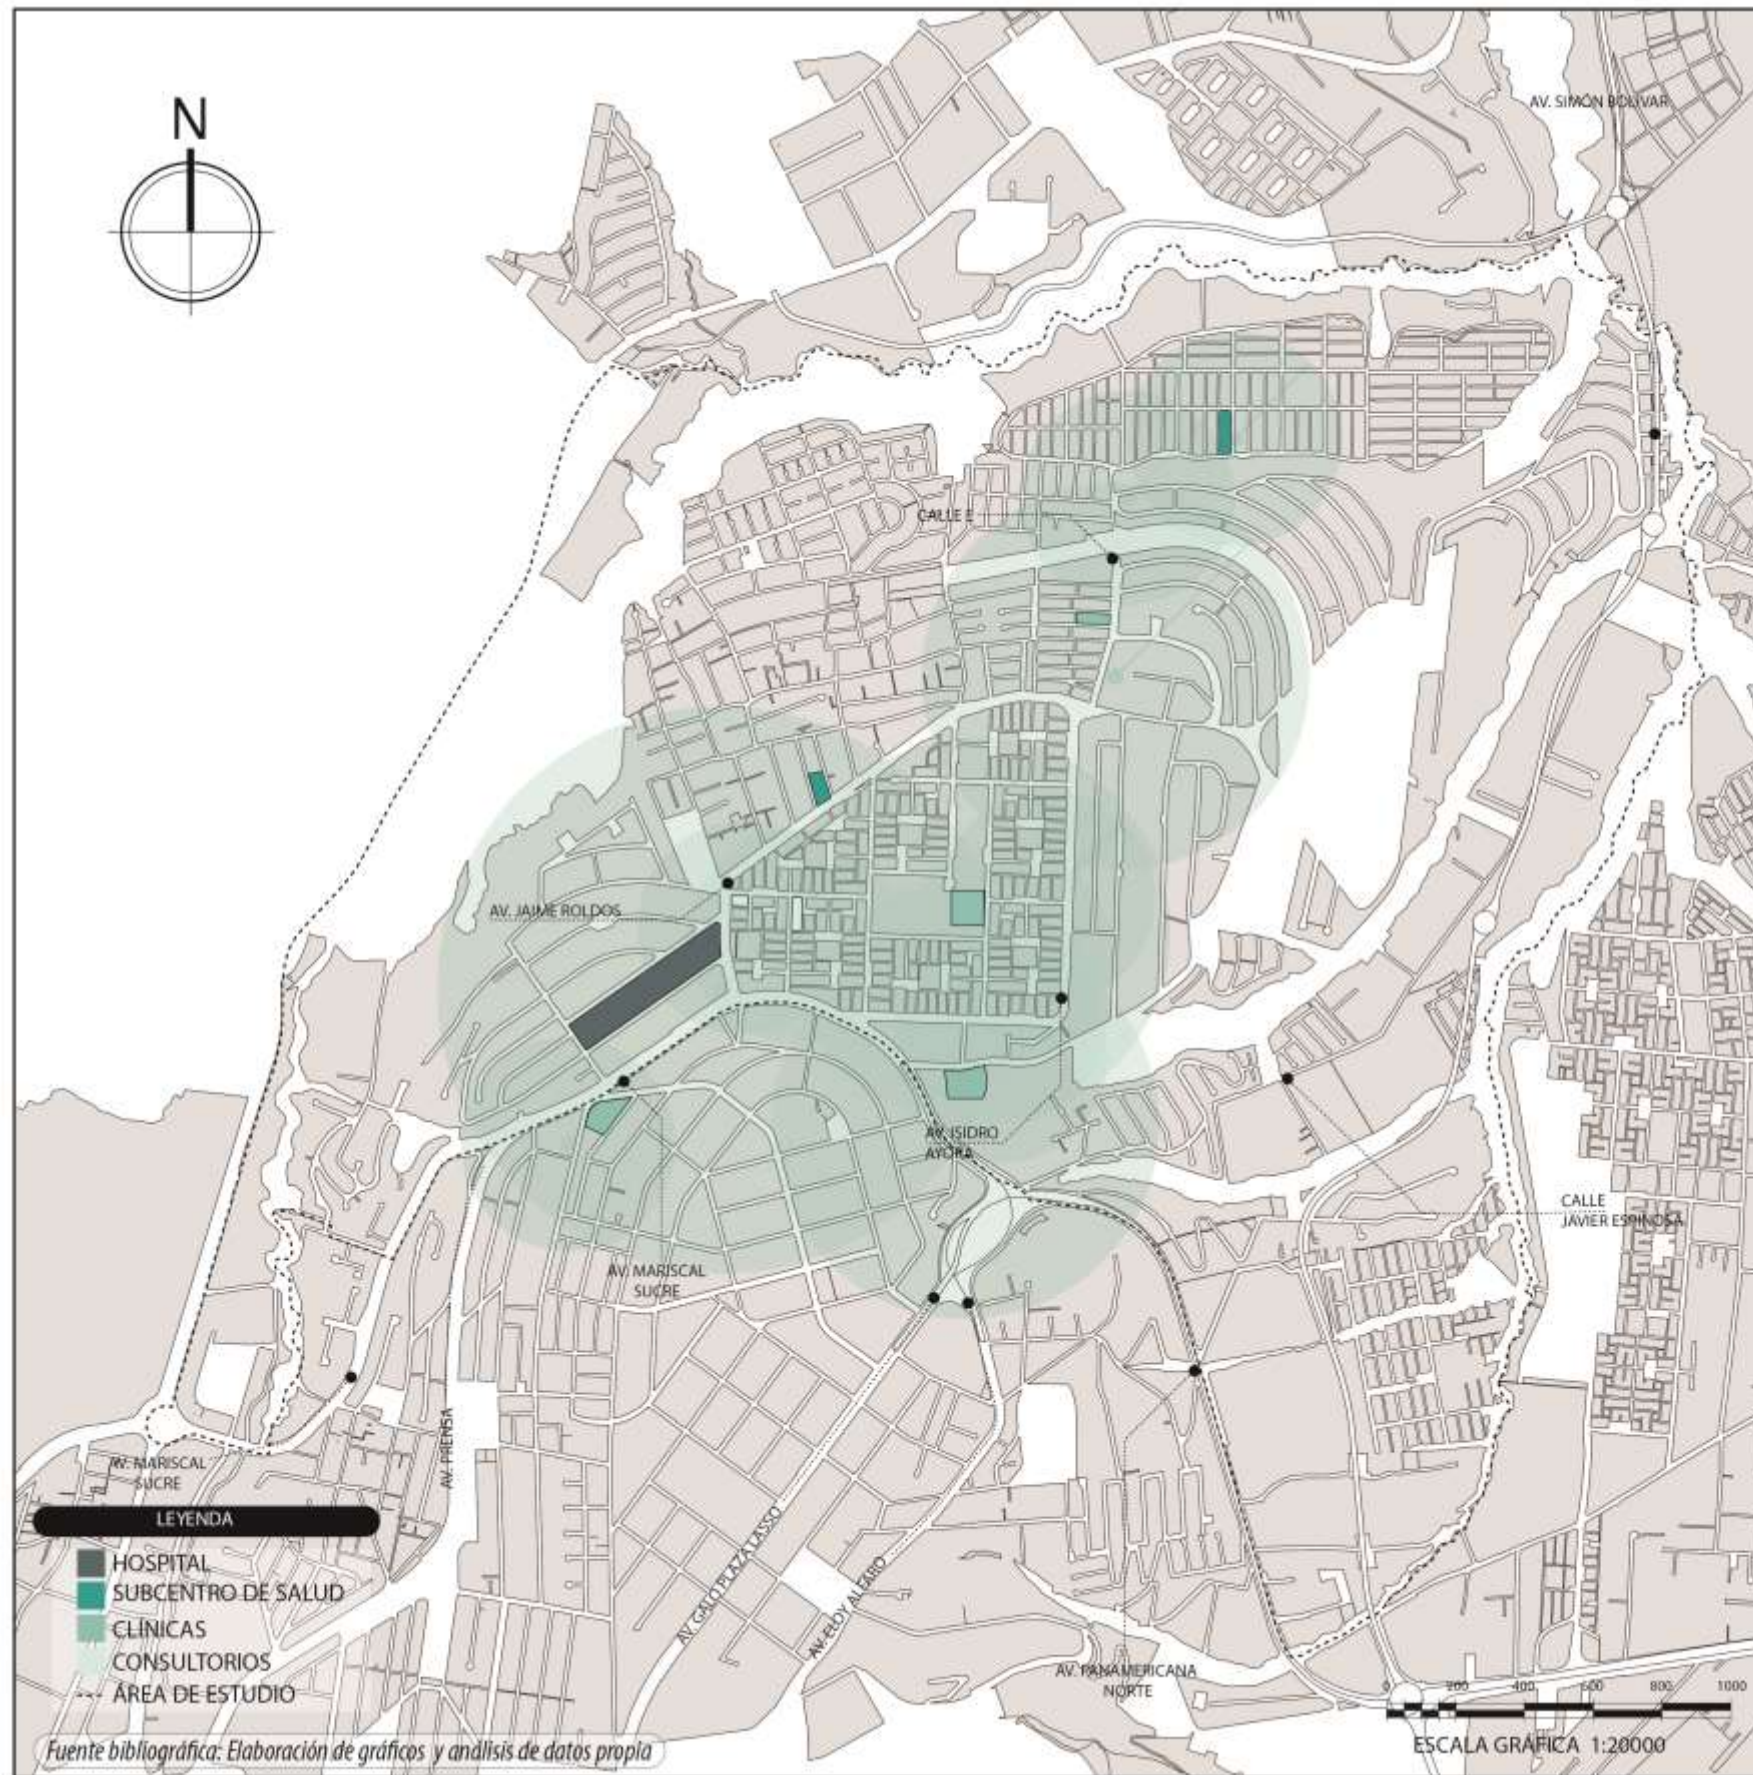 N
AV. SIMÓN BOLIVAR
CALLE E
AV. JAIME ROLDOS
AV. ISIDRO
AYORA
CALLE
JAVIER ESPINOSA
AV. MARISCAL
SUCRE
AV. PRENSA
AV. MARISCAL
SUCRE
AV. GALO PLAZA LASSO
AV. ELOY ALFARO
AV. PANAMERICANA
NORTE
LEYENDA
HOSPITAL
SUBCENTRO DE SALUD
CLÍNICAS
CONSULTORIOS
ÁREA DE ESTUDIO
0 200 400 600 800 1000
ESCALA GRÁFICA 1:20000
Fuente bibliográfica: Elaboración de gráficos y análisis de datos propia